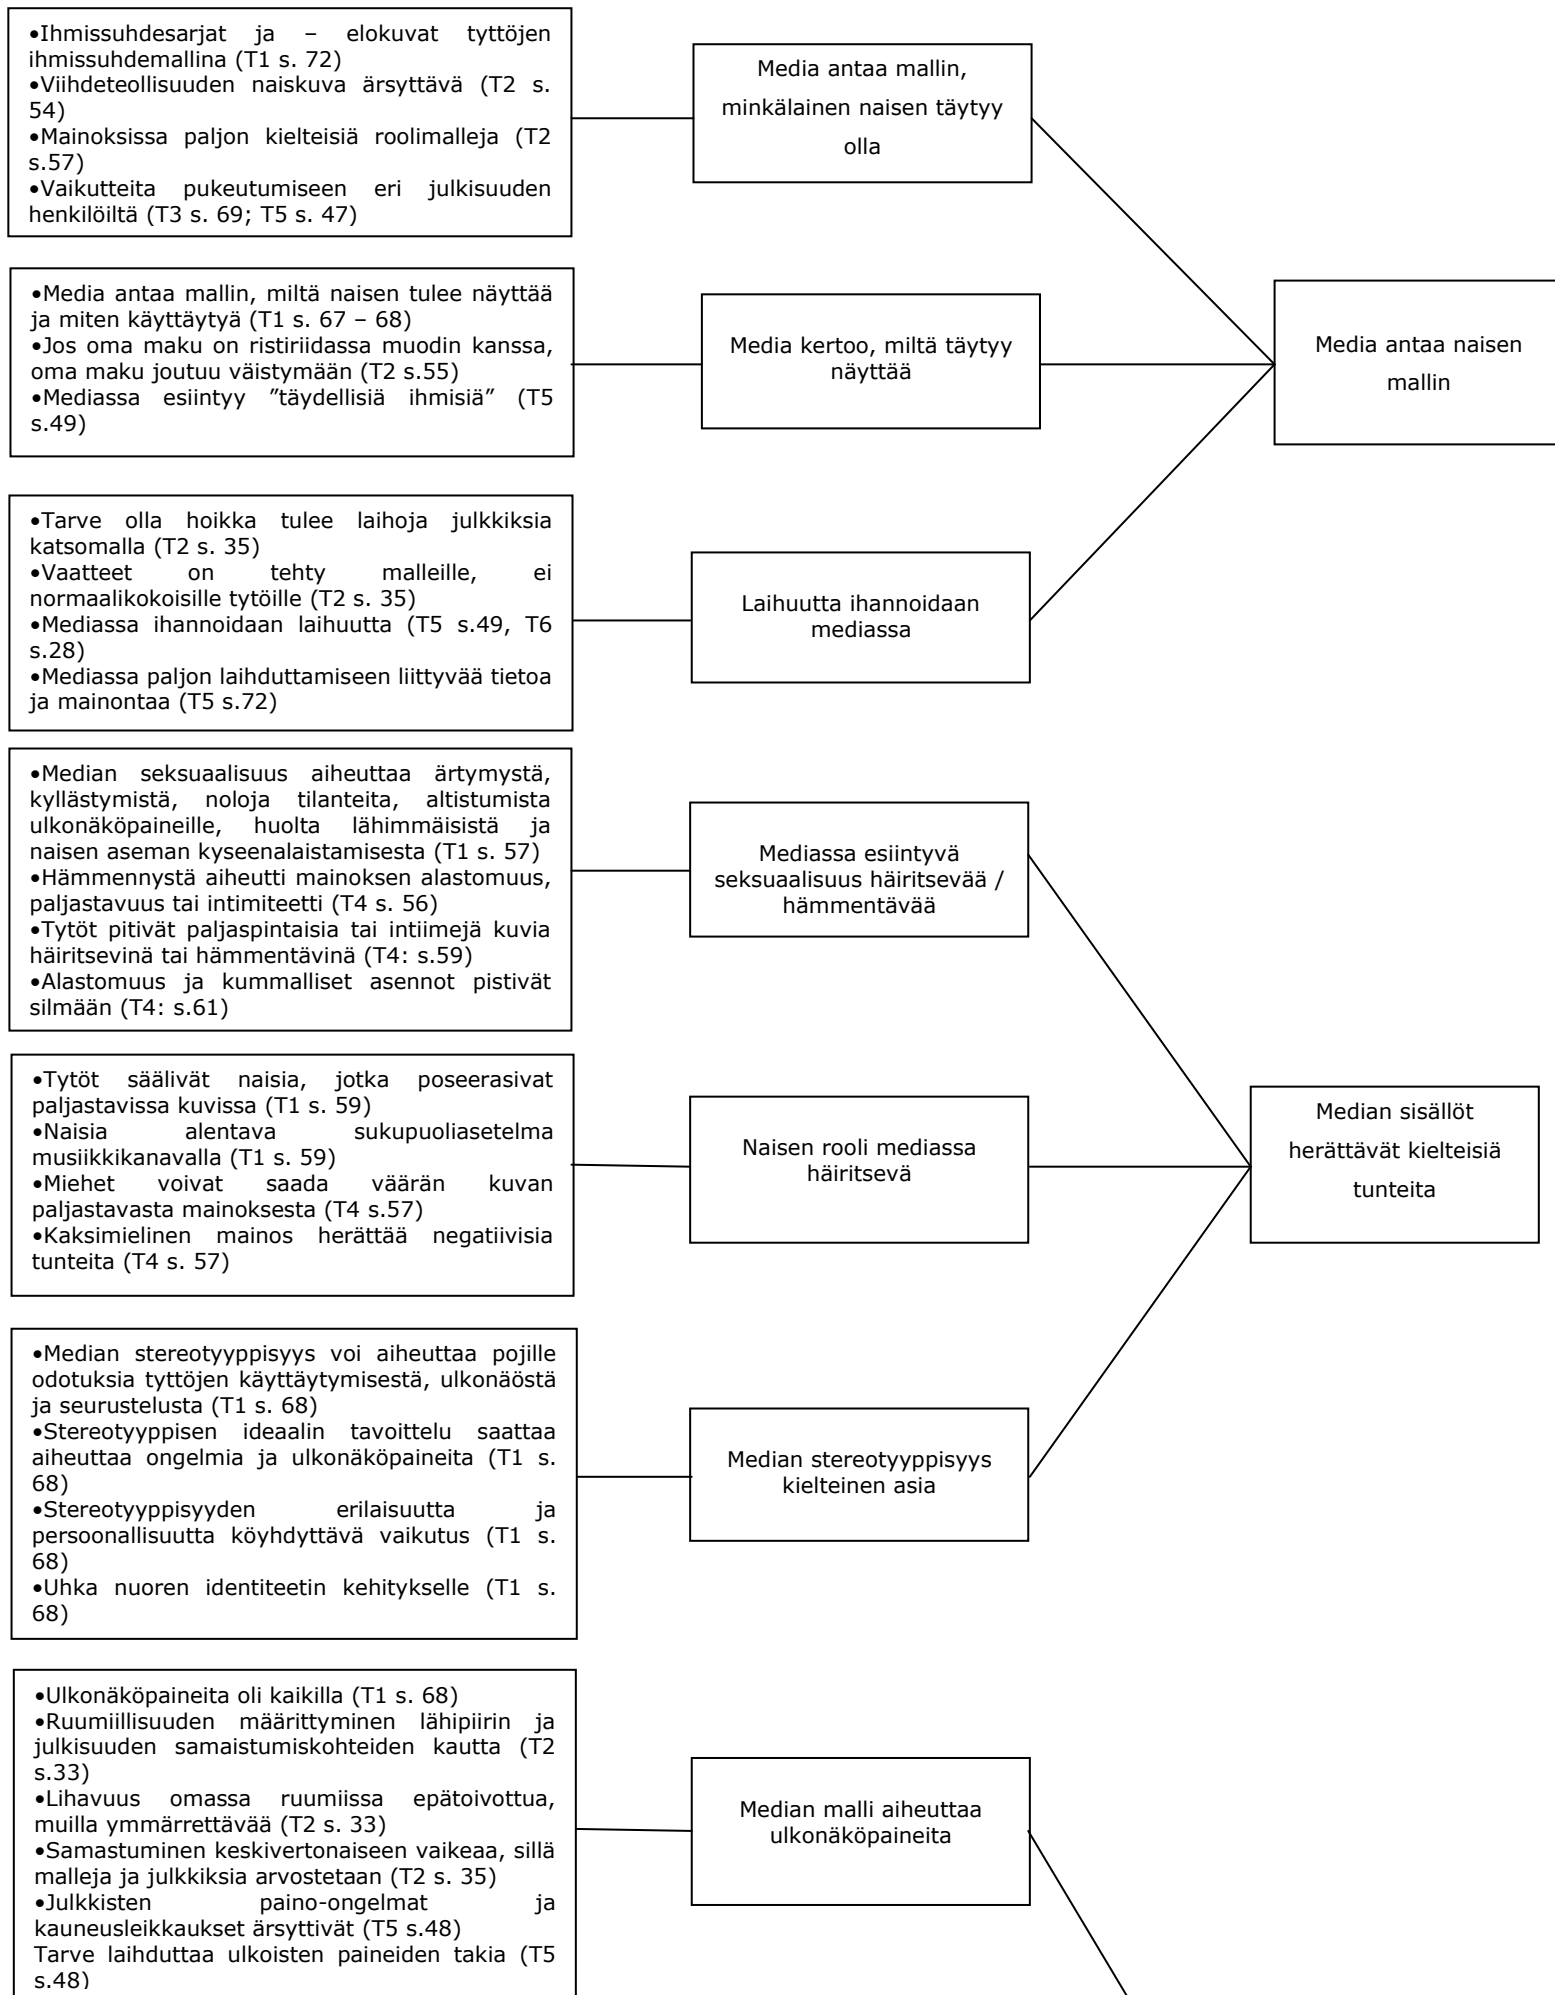 •Ihmissuhdesarjat ja – elokuvat tyttöjen
ihmissuhdemallina (T1 s. 72)
•Viihdeteollisuuden naiskuva ärsyttävä (T2 s.
54)
•Mainoksissa paljon kielteisiä roolimalleja (T2
s.57)
•Vaikutteita pukeutumiseen eri julkisuuden
henkilöiltä (T3 s. 69; T5 s. 47)
Media antaa mallin,
minkälainen naisen täytyy
olla
•Media antaa mallin, miltä naisen tulee näyttää
ja miten käyttäytyä (T1 s. 67 – 68)
•Jos oma maku on ristiriidassa muodin kanssa,
oma maku joutuu väistymään (T2 s.55)
•Mediassa esiintyy ”täydellisiä ihmisiä” (T5
s.49)
Media kertoo, miltä täytyy
näyttää
Media antaa naisen
mallin
•Tarve olla hoikka tulee laihoja julkkiksia
katsomalla (T2 s. 35)
•Vaatteet on tehty malleille, ei
normaalikokoisille tytöille (T2 s. 35)
•Mediassa ihannoidaan laihuutta (T5 s.49, T6
s.28)
•Mediassa paljon laihduttamiseen liittyvää tietoa
ja mainontaa (T5 s.72)
Laihuutta ihannoidaan
mediassa
•Median seksuaalisuus aiheuttaa ärtymystä,
kyllästymistä, noloja tilanteita, altistumista
ulkonäköpaineille, huolta lähimmäisistä ja
naisen aseman kyseenalaistamisesta (T1 s. 57)
•Hämmennystä aiheutti mainoksen alastomuus,
paljastavuus tai intimiteetti (T4 s. 56)
•Tytöt pitivät paljaspintaisia tai intiimejä kuvia
häiritsevinä tai hämmentävinä (T4: s.59)
•Alastomuus ja kummalliset asennot pistivät
silmään (T4: s.61)
Mediassa esiintyvä
seksuaalisuus häiritsevää /
hämmentävää
•Tytöt säälivät naisia, jotka poseerasivat
paljastavissa kuvissa (T1 s. 59)
•Naisia alentava sukupuoliasetelma
musiikkikanavalla (T1 s. 59)
•Miehet voivat saada väärän kuvan
paljastavasta mainoksesta (T4 s.57)
•Kaksimielinen mainos herättää negatiivisia
tunteita (T4 s. 57)
Naisen rooli mediassa
häiritsevä
Median sisällöt
herättävät kielteisiä
tunteita
•Median stereotyyppisyys voi aiheuttaa pojille
odotuksia tyttöjen käyttäytymisestä, ulkonäöstä
ja seurustelusta (T1 s. 68)
•Stereotyyppisen ideaalin tavoittelu saattaa
aiheuttaa ongelmia ja ulkonäköpaineita (T1 s.
68)
•Stereotyyppisyyden erilaisuutta ja
persoonallisuutta köyhdyttävä vaikutus (T1 s.
68)
•Uhka nuoren identiteetin kehitykselle (T1 s.
68)
Median stereotyyppisyys
kielteinen asia
•Ulkonäköpaineita oli kaikilla (T1 s. 68)
•Ruumiillisuuden määrittyminen lähipiirin ja
julkisuuden samaistumiskohteiden kautta (T2
s.33)
•Lihavuus omassa ruumiissa epätoivottua,
muilla ymmärrettävää (T2 s. 33)
•Samastuminen keskivertonaiseen vaikeaa, sillä
malleja ja julkkiksia arvostetaan (T2 s. 35)
•Julkkisten paino-ongelmat ja
kauneusleikkaukset ärsyttivät (T5 s.48)
Tarve laihduttaa ulkoisten paineiden takia (T5
s.48)
Median malli aiheuttaa
ulkonäköpaineita